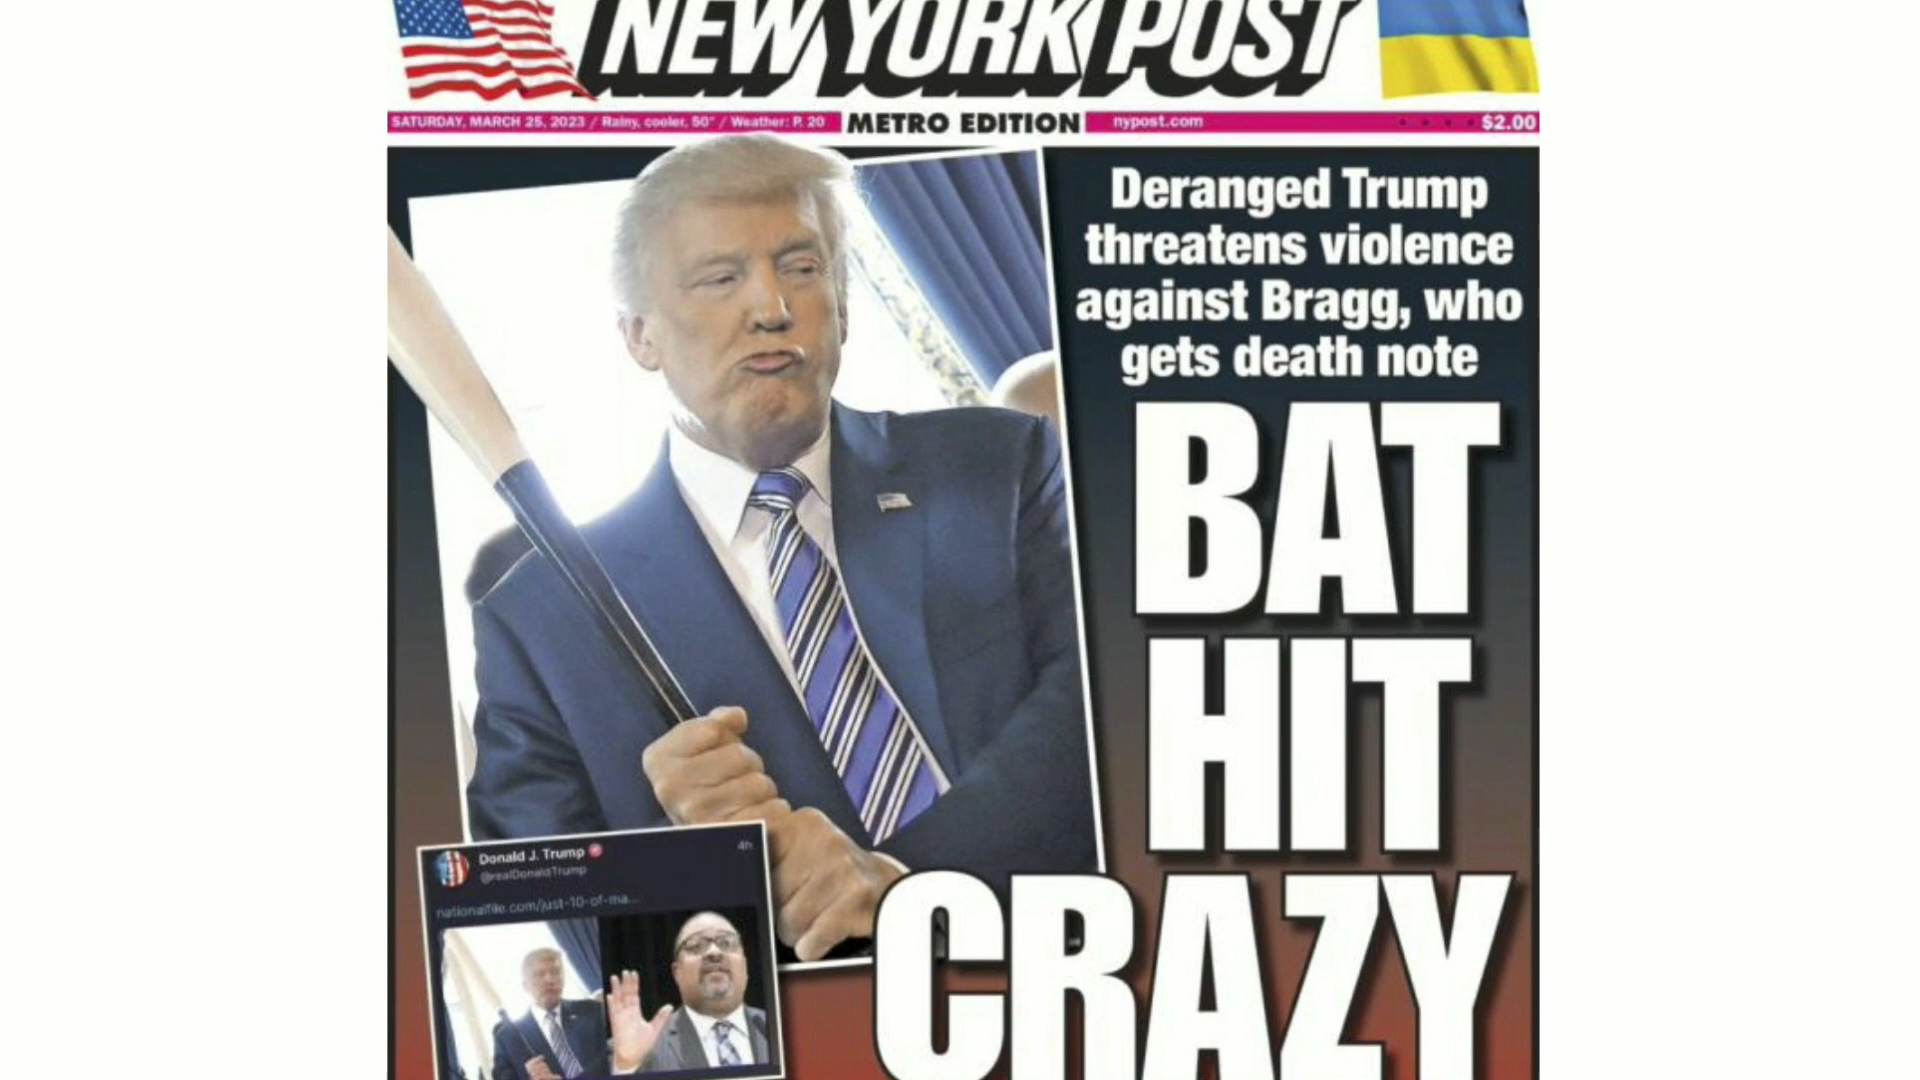 NEW YORK POST
SATURDAY, MARCH 25, 2023 / Rainy, cooler, 50° / Weather: P. 20
METRO EDITION
nypost.com
$2.00
Deranged Trump
threatens violence
against Bragg, who
gets death note
BAT
HIT
CRAZY
Donald J. Trump
4h
@realDonaldTrump
nationalfile.com/just-10-of-ma...